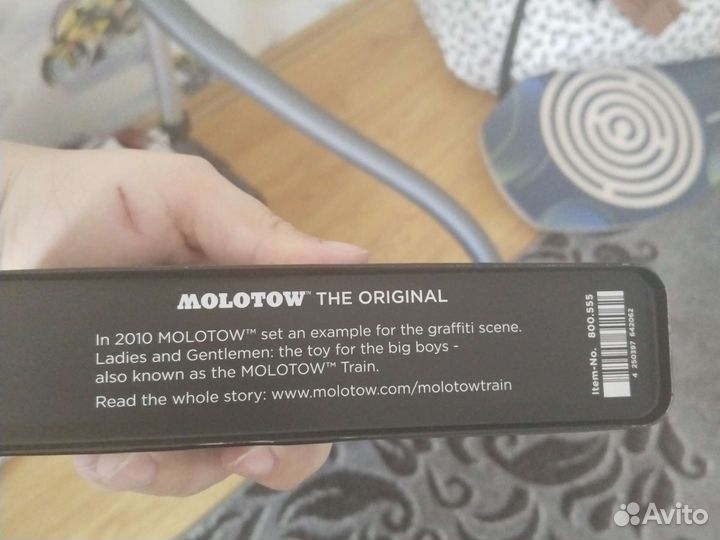 MOLOTOW™ THE ORIGINAL
In 2010 MOLOTOW™ set an example for the graffiti scene.
Ladies and Gentlemen: the toy for the big boys -
also known as the MOLOTOW™ Train.
Read the whole story: www.molotow.com/molotowtrain
Item-No. 800.555
4 250397 642062
Avito